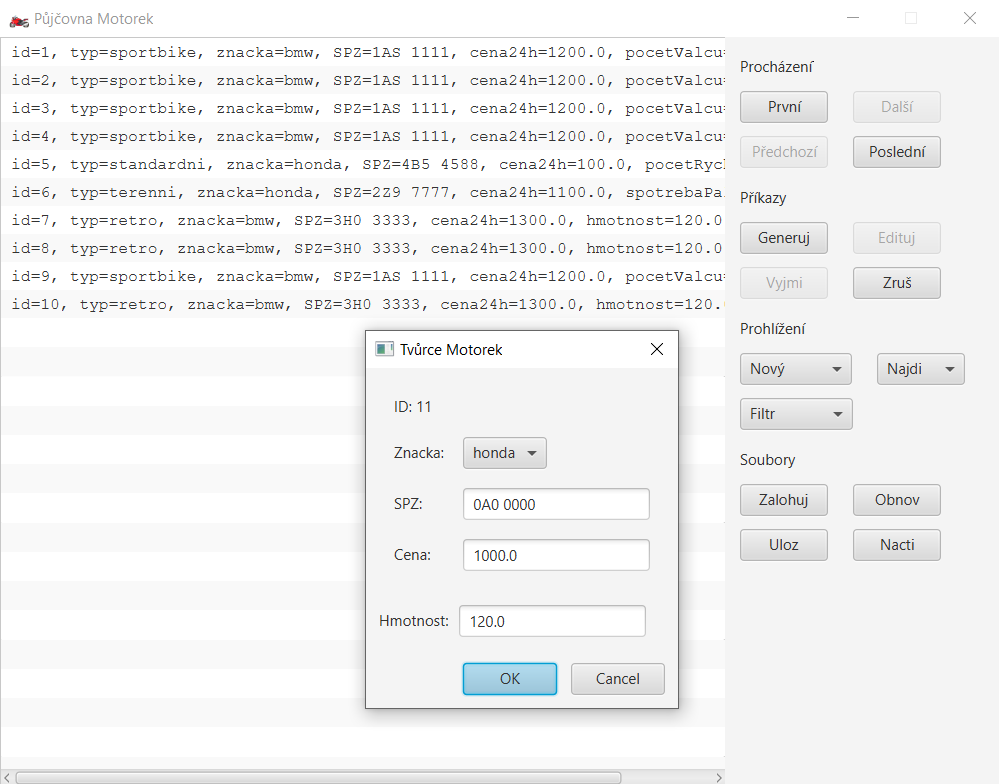 Půjčovna Motorek
id=1, typ=sportbike, znacka=bmw, SPZ=1AS 1111, cena24h=1200.0, pocetValcu=
id=2, typ=sportbike, znacka=bmw, SPZ=1AS 1111, cena24h=1200.0, pocetValcu=
id=3, typ=sportbike, znacka=bmw, SPZ=1AS 1111, cena24h=1200.0, pocetValcu=
id=4, typ=sportbike, znacka=bmw, SPZ=1AS 1111, cena24h=1200.0, pocetValcu=
id=5, typ=standardni, znacka=honda, SPZ=4B5 4588, cena24h=100.0, pocetRych
id=6, typ=terenni, znacka=honda, SPZ=2Z9 7777, cena24h=1100.0, spotrebaPa
id=7, typ=retro, znacka=bmw, SPZ=3H0 3333, cena24h=1300.0, hmotnost=120.0
id=8, typ=retro, znacka=bmw, SPZ=3H0 3333, cena24h=1300.0, hmotnost=120.0
id=9, typ=sportbike, znacka=bmw, SPZ=1AS 1111, cena24h=1200.0, pocetValcu=
id=10, typ=retro, znacka=bmw, SPZ=3H0 3333, cena24h=1300.0, hmotnost=120.
Procházení
První Další
Předchozí Poslední
Příkazy
Generuj Edituj
Vyjmi Zruš
Prohlížení
Nový Najdi
Filtr
Soubory
Zalohuj Obnov
Uloz Nacti
Tvůrce Motorek
ID: 11
Znacka: honda
SPZ: 0A0 0000
Cena: 1000.0
Hmotnost: 120.0
OK Cancel